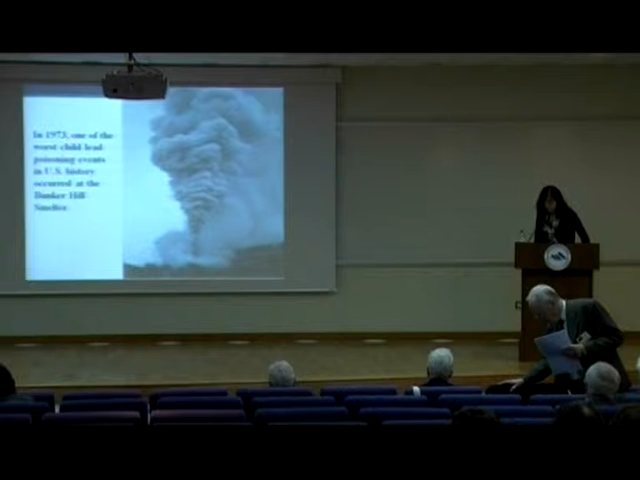 In 1973, one of the
worst child lead
poisoning events
in U.S. history
occurred at the
Bunker Hill
Smelter.